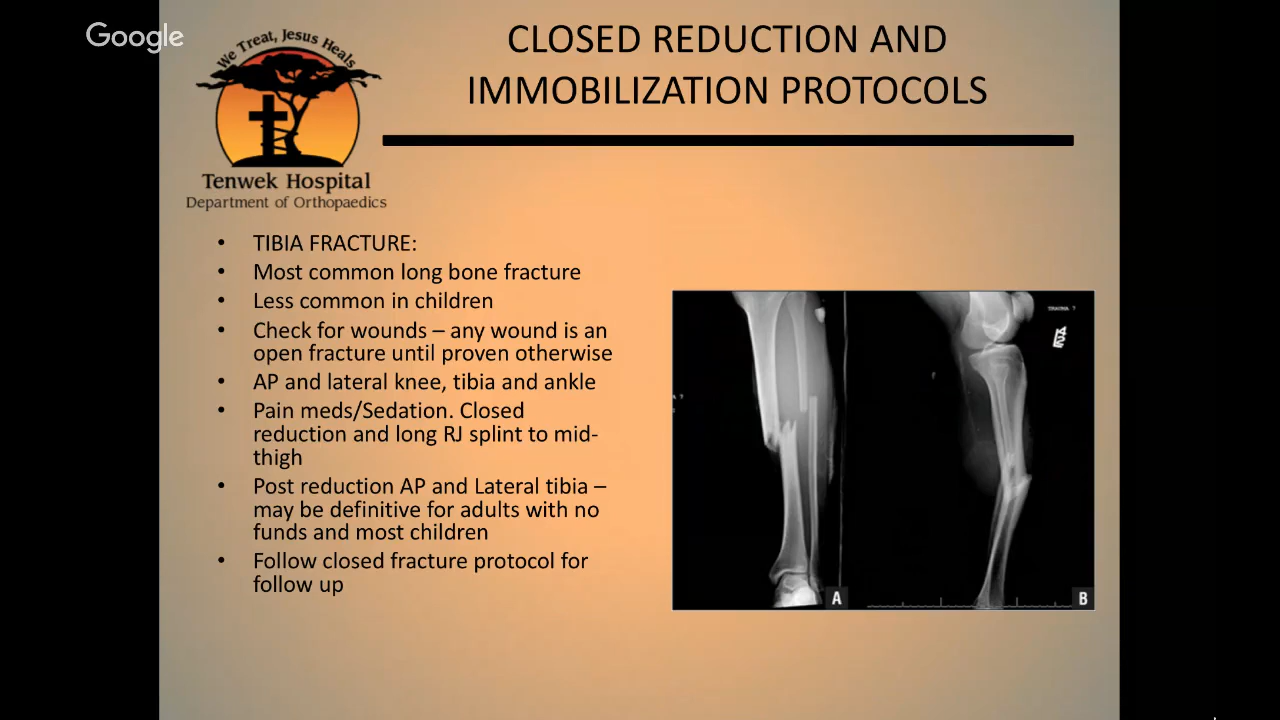 Google
We Treat, Jesus Heals
Tenwek Hospital
Department of Orthopaedics
CLOSED REDUCTION AND
IMMOBILIZATION PROTOCOLS
• TIBIA FRACTURE:
• Most common long bone fracture
• Less common in children
• Check for wounds – any wound is an
open fracture until proven otherwise
• AP and lateral knee, tibia and ankle
• Pain meds/Sedation. Closed
reduction and long RJ splint to mid-
thigh
• Post reduction AP and Lateral tibia –
may be definitive for adults with no
funds and most children
• Follow closed fracture protocol for
follow up
TRAUMA 7
A
B